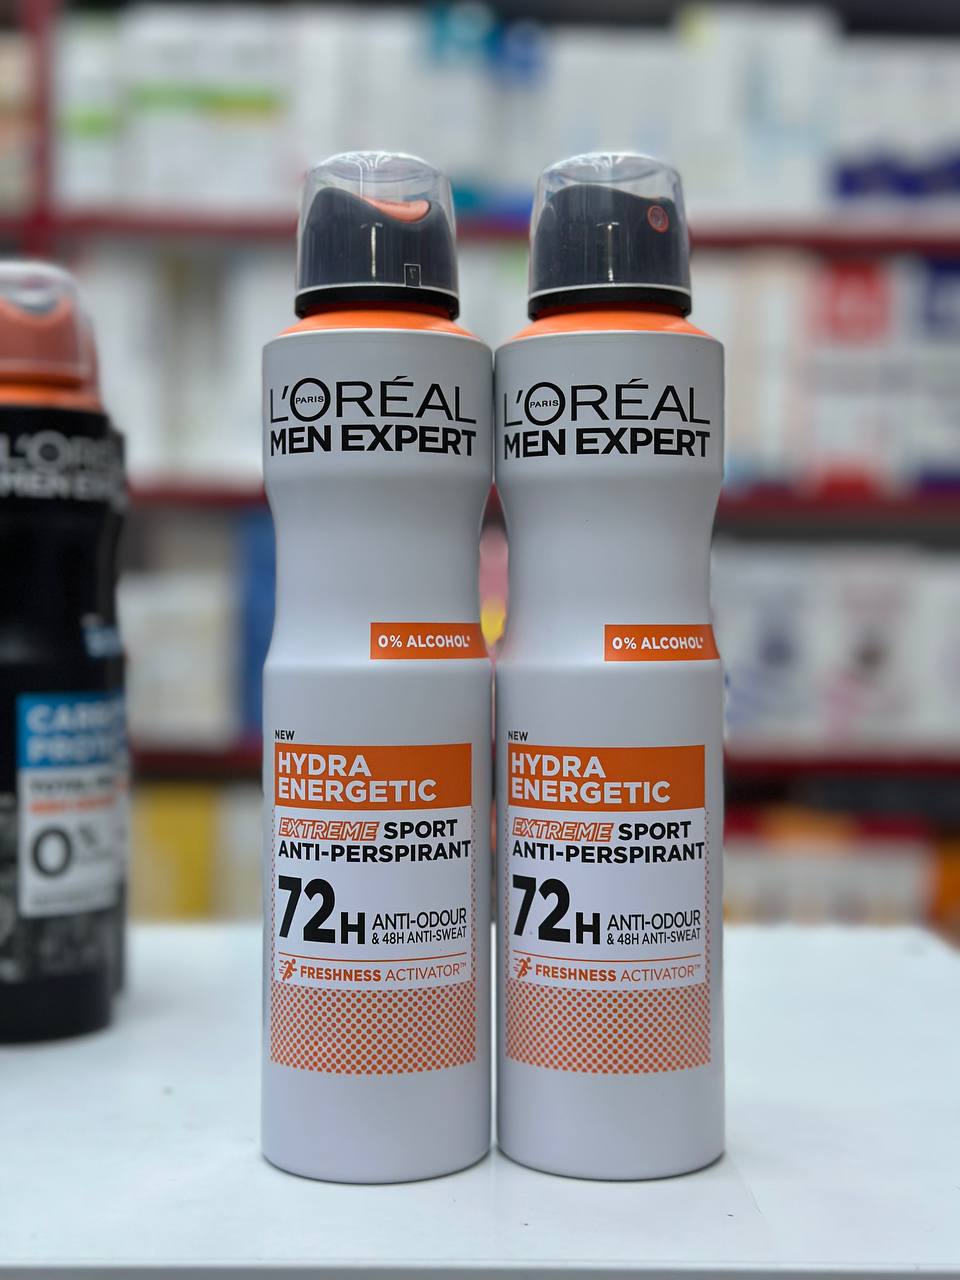 L'ORÉAL
PARIS
MEN EXPERT
0% ALCOHOL*
NEW
HYDRA
ENERGETIC
EXTREME SPORT
ANTI-PERSPIRANT
72H ANTI-ODOUR
& 48H ANTI-SWEAT
FRESHNESS ACTIVATOR™
L'ORÉAL
PARIS
MEN EXPERT
0% ALCOHOL*
NEW
HYDRA
ENERGETIC
EXTREME SPORT
ANTI-PERSPIRANT
72H ANTI-ODOUR
& 48H ANTI-SWEAT
FRESHNESS ACTIVATOR™
0%